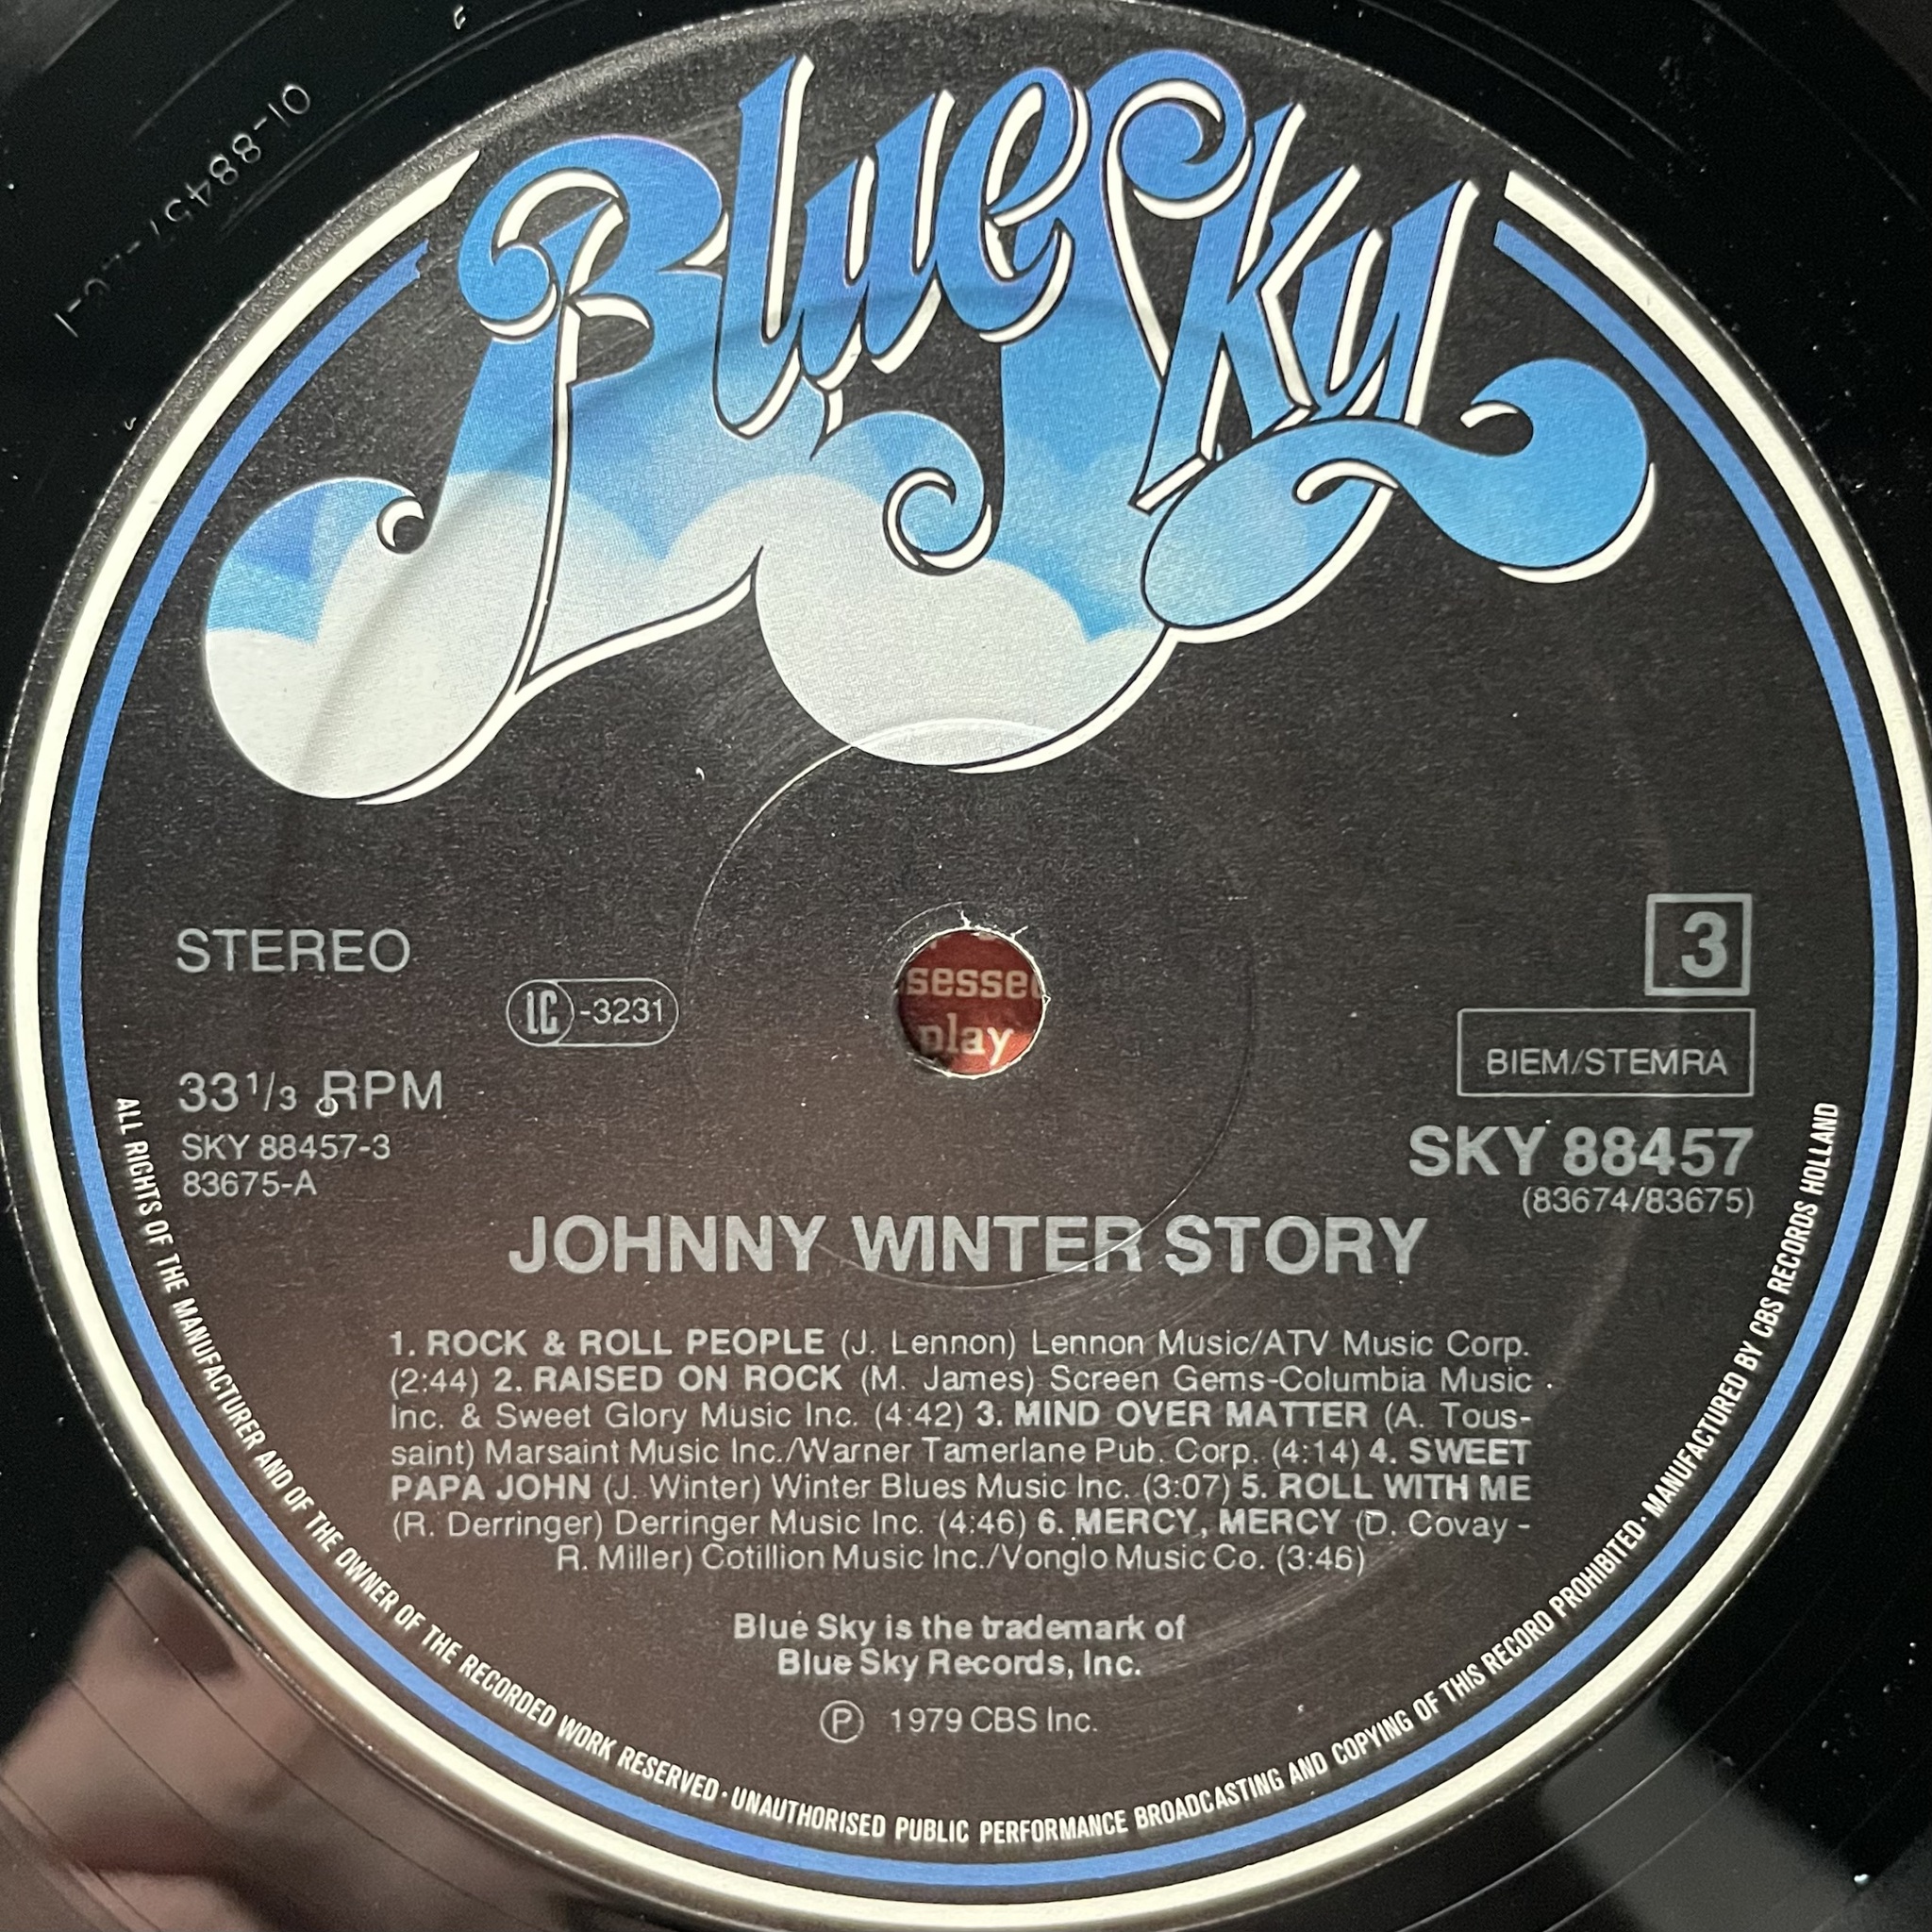 01-88457-
Blue Sky
STEREO
3
LC -3231
sesse
play
BIEM/STEMRA
33 1/3 RPM
SKY 88457-3
83675-A
SKY 88457
(83674/83675)
JOHNNY WINTER STORY
1. ROCK & ROLL PEOPLE (J. Lennon) Lennon Music/ATV Music Corp.
(2:44) 2. RAISED ON ROCK (M. James) Screen Gems-Columbia Music
Inc. & Sweet Glory Music Inc. (4:42) 3. MIND OVER MATTER (A. Tous-
saint) Marsaint Music Inc./Warner Tamerlane Pub. Corp. (4:14) 4. SWEET
PAPA JOHN (J. Winter) Winter Blues Music Inc. (3:07) 5. ROLL WITH ME
(R. Derringer) Derringer Music Inc. (4:46) 6. MERCY, MERCY (D. Covay -
R. Miller) Cotillion Music Inc./Vonglo Music Co. (3:46)
Blue Sky is the trademark of
Blue Sky Records, Inc.
Ⓟ 1979 CBS Inc.
ALL RIGHTS OF THE MANUFACTURER AND OF THE OWNER OF THE RECORDED WORK RESERVED · UNAUTHORISED PUBLIC PERFORMANCE BROADCASTING AND COPYING OF THIS RECORD PROHIBITED · MANUFACTURED BY CBS RECORDS HOLLAND